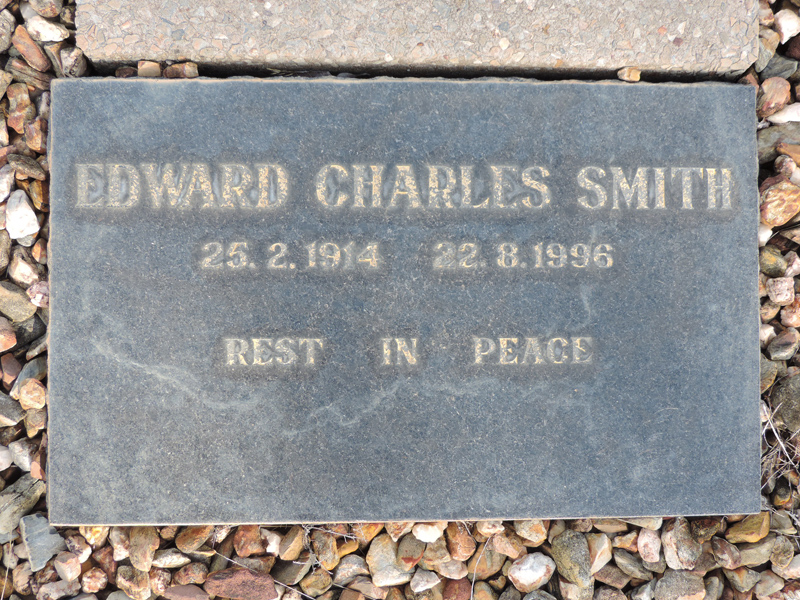 EDWARD CHARLES SMITH
25. 2. 1914 22. 8. 1996
REST IN PEACE